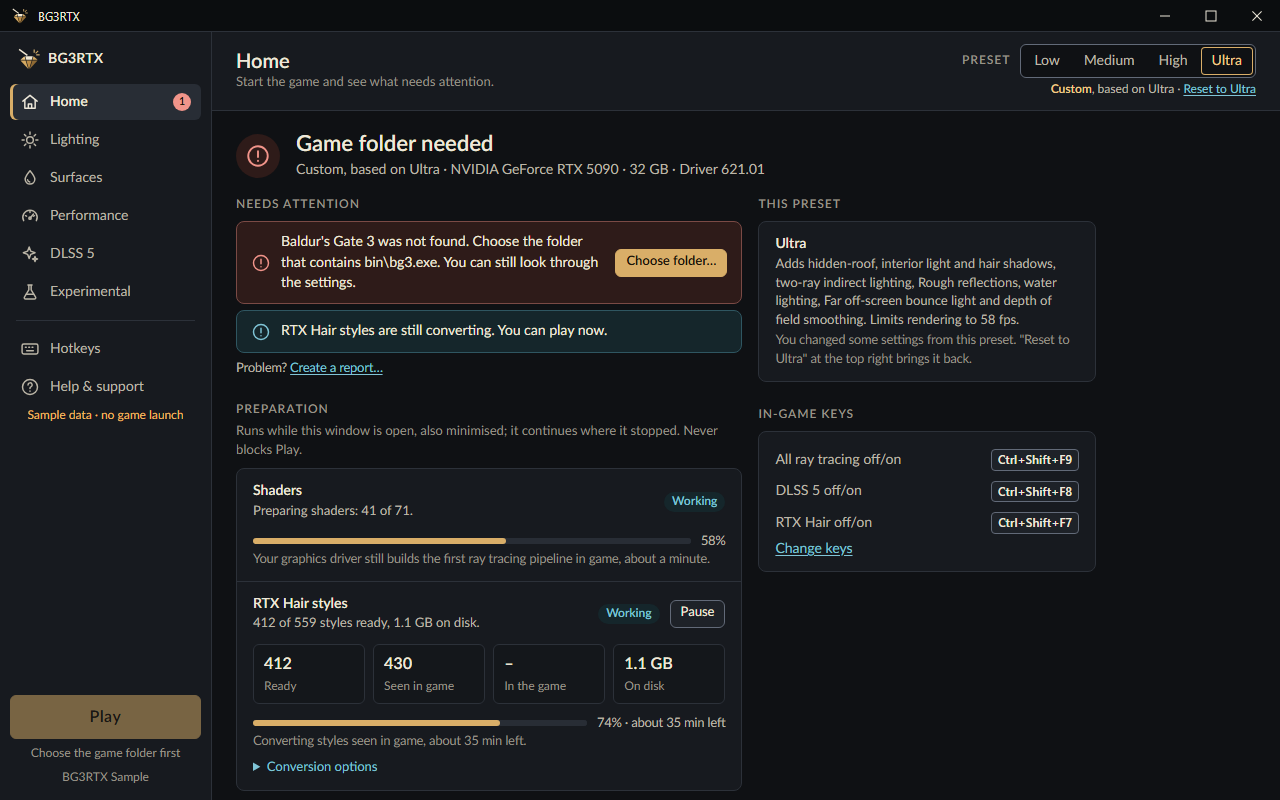 BG3RTX
BG3RTX
Home
1
Lighting
Surfaces
Performance
DLSS 5
Experimental
Hotkeys
Help & support
Sample data · no game launch
Play
Choose the game folder first
BG3RTX Sample
Home
Start the game and see what needs attention.
PRESET
Low
Medium
High
Ultra
Custom, based on Ultra · Reset to Ultra
Game folder needed
Custom, based on Ultra · NVIDIA GeForce RTX 5090 · 32 GB · Driver 621.01
NEEDS ATTENTION
Baldur's Gate 3 was not found. Choose the folder
that contains bin\bg3.exe. You can still look through
the settings.
Choose folder...
RTX Hair styles are still converting. You can play now.
Problem? Create a report...
PREPARATION
Runs while this window is open, also minimised; it continues where it stopped. Never
blocks Play.
Shaders
Preparing shaders: 41 of 71.
Working
58%
Your graphics driver still builds the first ray tracing pipeline in game, about a minute.
RTX Hair styles
412 of 559 styles ready, 1.1 GB on disk.
Working
Pause
412
Ready
430
Seen in game
–
In the game
1.1 GB
On disk
74% · about 35 min left
Converting styles seen in game, about 35 min left.
Conversion options
THIS PRESET
Ultra
Adds hidden-roof, interior light and hair shadows,
two-ray indirect lighting, Rough reflections, water
lighting, Far off-screen bounce light and depth of
field smoothing. Limits rendering to 58 fps.
You changed some settings from this preset. "Reset to
Ultra" at the top right brings it back.
IN-GAME KEYS
All ray tracing off/on
Ctrl+Shift+F9
DLSS 5 off/on
Ctrl+Shift+F8
RTX Hair off/on
Ctrl+Shift+F7
Change keys